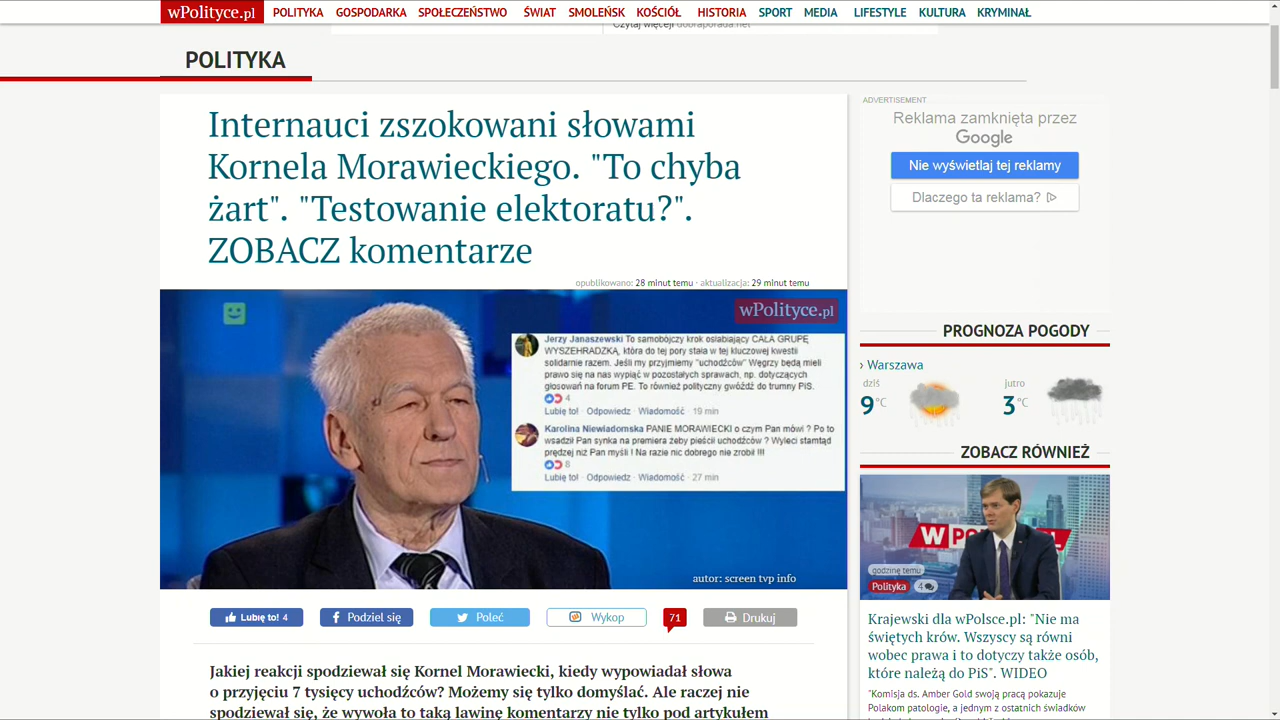 wPolityce.pl POLITYKA GOSPODARKA SPOŁECZEŃSTWO ŚWIAT SMOLEŃSK KOŚCIÓŁ HISTORIA SPORT MEDIA LIFESTYLE KULTURA KRYMINAŁ
Czytaj więcej dobraporada.net
POLITYKA
Internauci zszokowani słowami
Kornela Morawieckiego. "To chyba
żart". "Testowanie elektoratu?".
ZOBACZ komentarze
opublikowano: 28 minut temu · aktualizacja: 29 minut temu
wPolityce.pl
Jerzy Janaszewski To samobójczy krok osłabiający CAŁA GRUPĘ
WYSZEHRADZKĄ, która do tej pory stała w tej kluczowej kwestii
solidarnie razem. Jeśli my przyjmiemy "uchodźców" Węgrzy będą mieli
prawo się na nas wypiąć w pozostałych sprawach, np. dotyczących
głosowań na forum PE. To również polityczny gwóźdź do trumny PiS.
4
Lubię to! · Odpowiedz · Wiadomość · 19 min
Karolina Niewiadomska PANIE MORAWIECKI o czym Pan mówi ? Po to
wsadził Pan synka na premiera żeby pieścił uchodźców ? Wyleci stamtąd
prędzej niż Pan myśli ! Na razie nic dobrego nie zrobił !!!
8
Lubię to! · Odpowiedz · Wiadomość · 27 min
autor: screen tvp info
Lubię to! 4 Podziel się Poleć Wykop 71 Drukuj
Jakiej reakcji spodziewał się Kornel Morawiecki, kiedy wypowiadał słowa
o przyjęciu 7 tysięcy uchodźców? Możemy się tylko domyślać. Ale raczej nie
spodziewał się, że wywoła to taką lawinę komentarzy nie tylko pod artykułem
ADVERTISEMENT
Reklama zamknięta przez
Google
Nie wyświetlaj tej reklamy
Dlaczego ta reklama?
PROGNOZA POGODY
› Warszawa
dziś jutro
9°C 3°C
ZOBACZ RÓWNIEŻ
godzinę temu
Polityka 4
Krajewski dla wPolsce.pl: "Nie ma
świętych krów. Wszyscy są równi
wobec prawa i to dotyczy także osób,
które należą do PiS". WIDEO
"Komisja ds. Amber Gold swoją pracą pokazuje
Polakom patologie, a jednym z ostatnich świadków